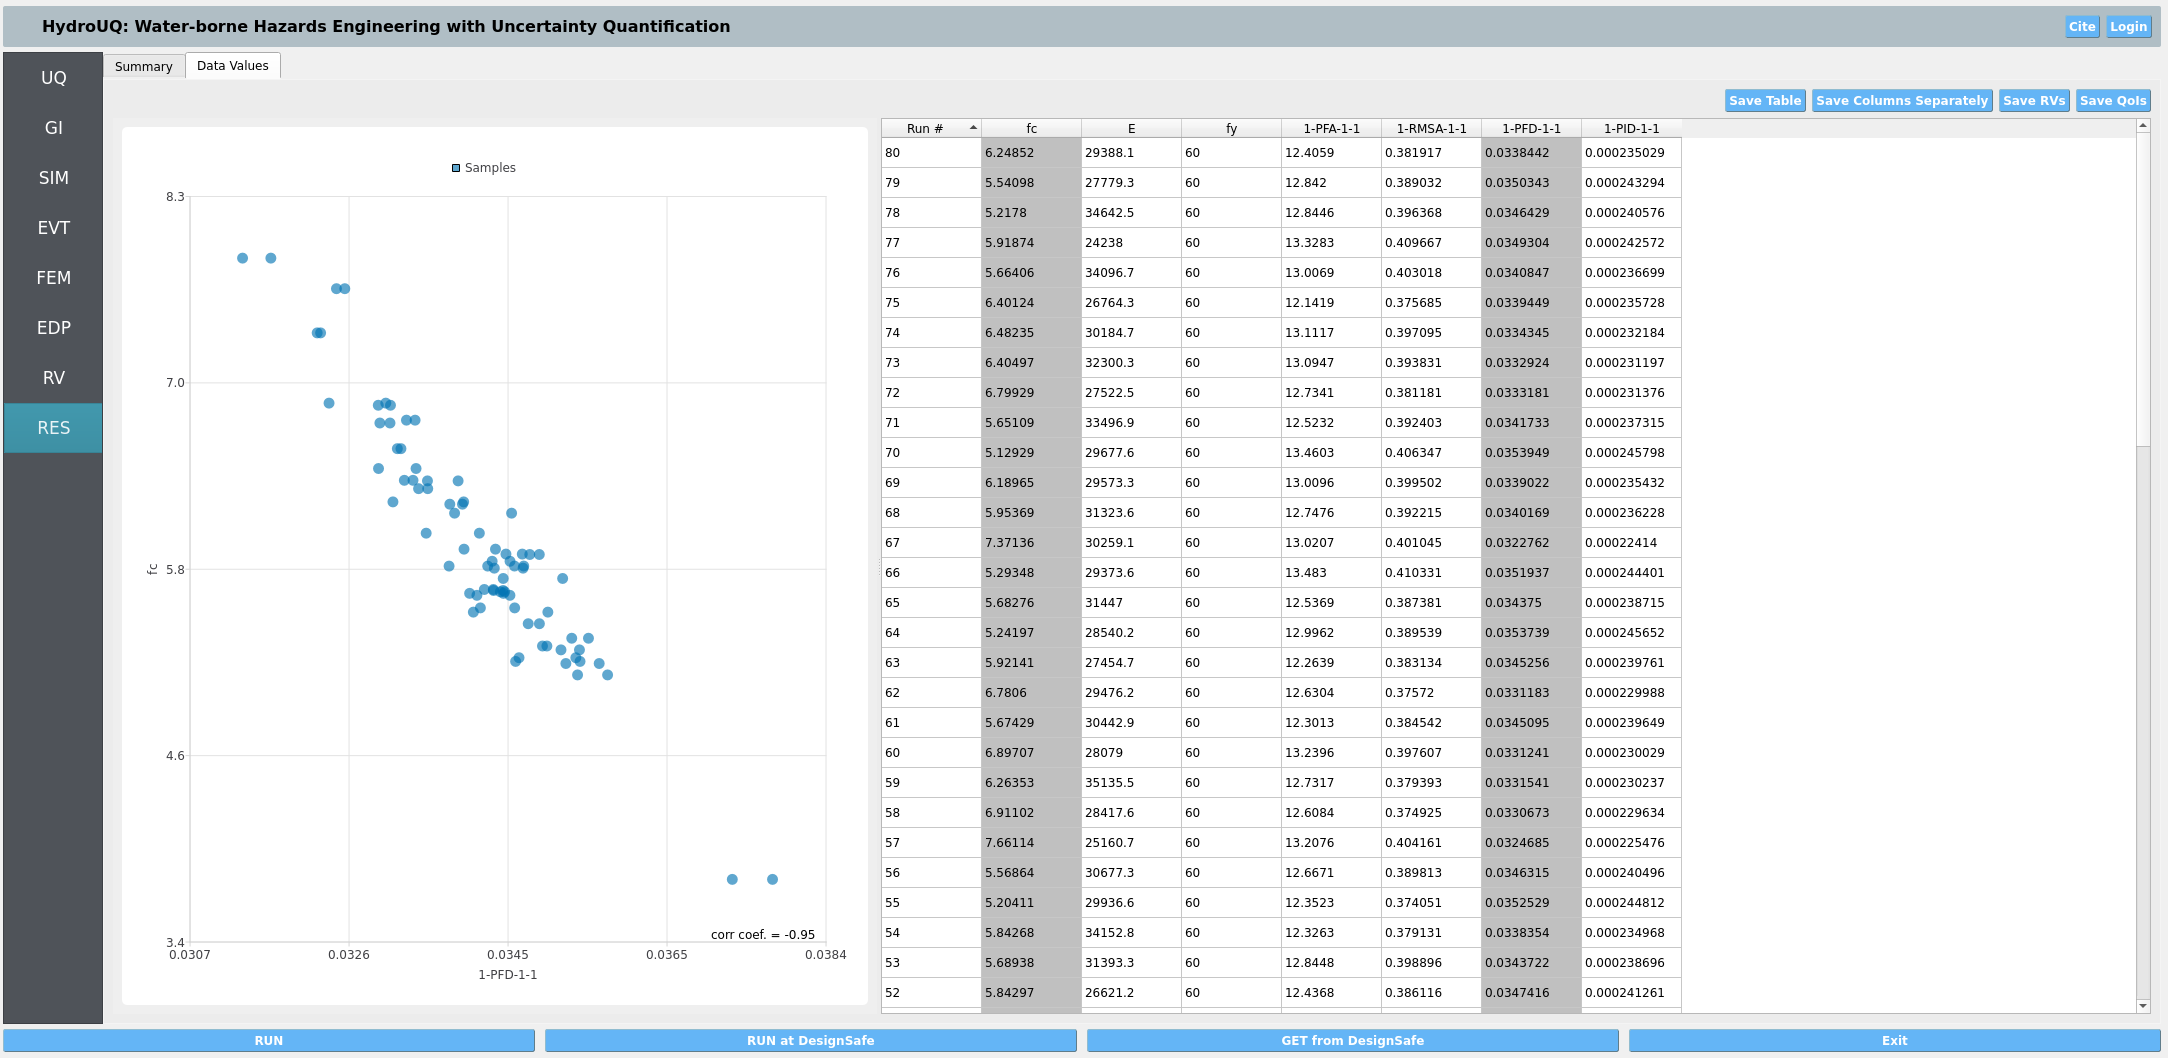 HydroUQ: Water-borne Hazards Engineering with Uncertainty Quantification
Cite Login
UQ
GI
SIM
EVT
FEM
EDP
RV
RES
Summary Data Values
Save Table Save Columns Separately Save RVs Save QoIs
Samples
8.3
7.0
5.8
4.6
3.4
fc
0.0307 0.0326 0.0345 0.0365 0.0384
1-PFD-1-1
corr coef. = -0.95
Run # fc E fy 1-PFA-1-1 1-RMSA-1-1 1-PFD-1-1 1-PID-1-1
80 6.24852 29388.1 60 12.4059 0.381917 0.0338442 0.000235029
79 5.54098 27779.3 60 12.842 0.389032 0.0350343 0.000243294
78 5.2178 34642.5 60 12.8446 0.396368 0.0346429 0.000240576
77 5.91874 24238 60 13.3283 0.409667 0.0349304 0.000242572
76 5.66406 34096.7 60 13.0069 0.403018 0.0340847 0.000236699
75 6.40124 26764.3 60 12.1419 0.375685 0.0339449 0.000235728
74 6.48235 30184.7 60 13.1117 0.397095 0.0334345 0.000232184
73 6.40497 32300.3 60 13.0947 0.393831 0.0332924 0.000231197
72 6.79929 27522.5 60 12.7341 0.381181 0.0333181 0.000231376
71 5.65109 33496.9 60 12.5232 0.392403 0.0341733 0.000237315
70 5.12929 29677.6 60 13.4603 0.406347 0.0353949 0.000245798
69 6.18965 29573.3 60 13.0096 0.399502 0.0339022 0.000235432
68 5.95369 31323.6 60 12.7476 0.392215 0.0340169 0.000236228
67 7.37136 30259.1 60 13.0207 0.401045 0.0322762 0.00022414
66 5.29348 29373.6 60 13.483 0.410331 0.0351937 0.000244401
65 5.68276 31447 60 12.5369 0.387381 0.034375 0.000238715
64 5.24197 28540.2 60 12.9962 0.389539 0.0353739 0.000245652
63 5.92141 27454.7 60 12.2639 0.383134 0.0345256 0.000239761
62 6.7806 29476.2 60 12.6304 0.37572 0.0331183 0.000229988
61 5.67429 30442.9 60 12.3013 0.384542 0.0345095 0.000239649
60 6.89707 28079 60 13.2396 0.397607 0.0331241 0.000230029
59 6.26353 35135.5 60 12.7317 0.379393 0.0331541 0.000230237
58 6.91102 28417.6 60 12.6084 0.374925 0.0330673 0.000229634
57 7.66114 25160.7 60 13.2076 0.404161 0.0324685 0.000225476
56 5.56864 30677.3 60 12.6671 0.389813 0.0346315 0.000240496
55 5.20411 29936.6 60 12.3523 0.374051 0.0352529 0.000244812
54 5.84268 34152.8 60 12.3263 0.379131 0.0338354 0.000234968
53 5.68938 31393.3 60 12.8448 0.398896 0.0343722 0.000238696
52 5.84297 26621.2 60 12.4368 0.386116 0.0347416 0.000241261
RUN RUN at DesignSafe GET from DesignSafe Exit